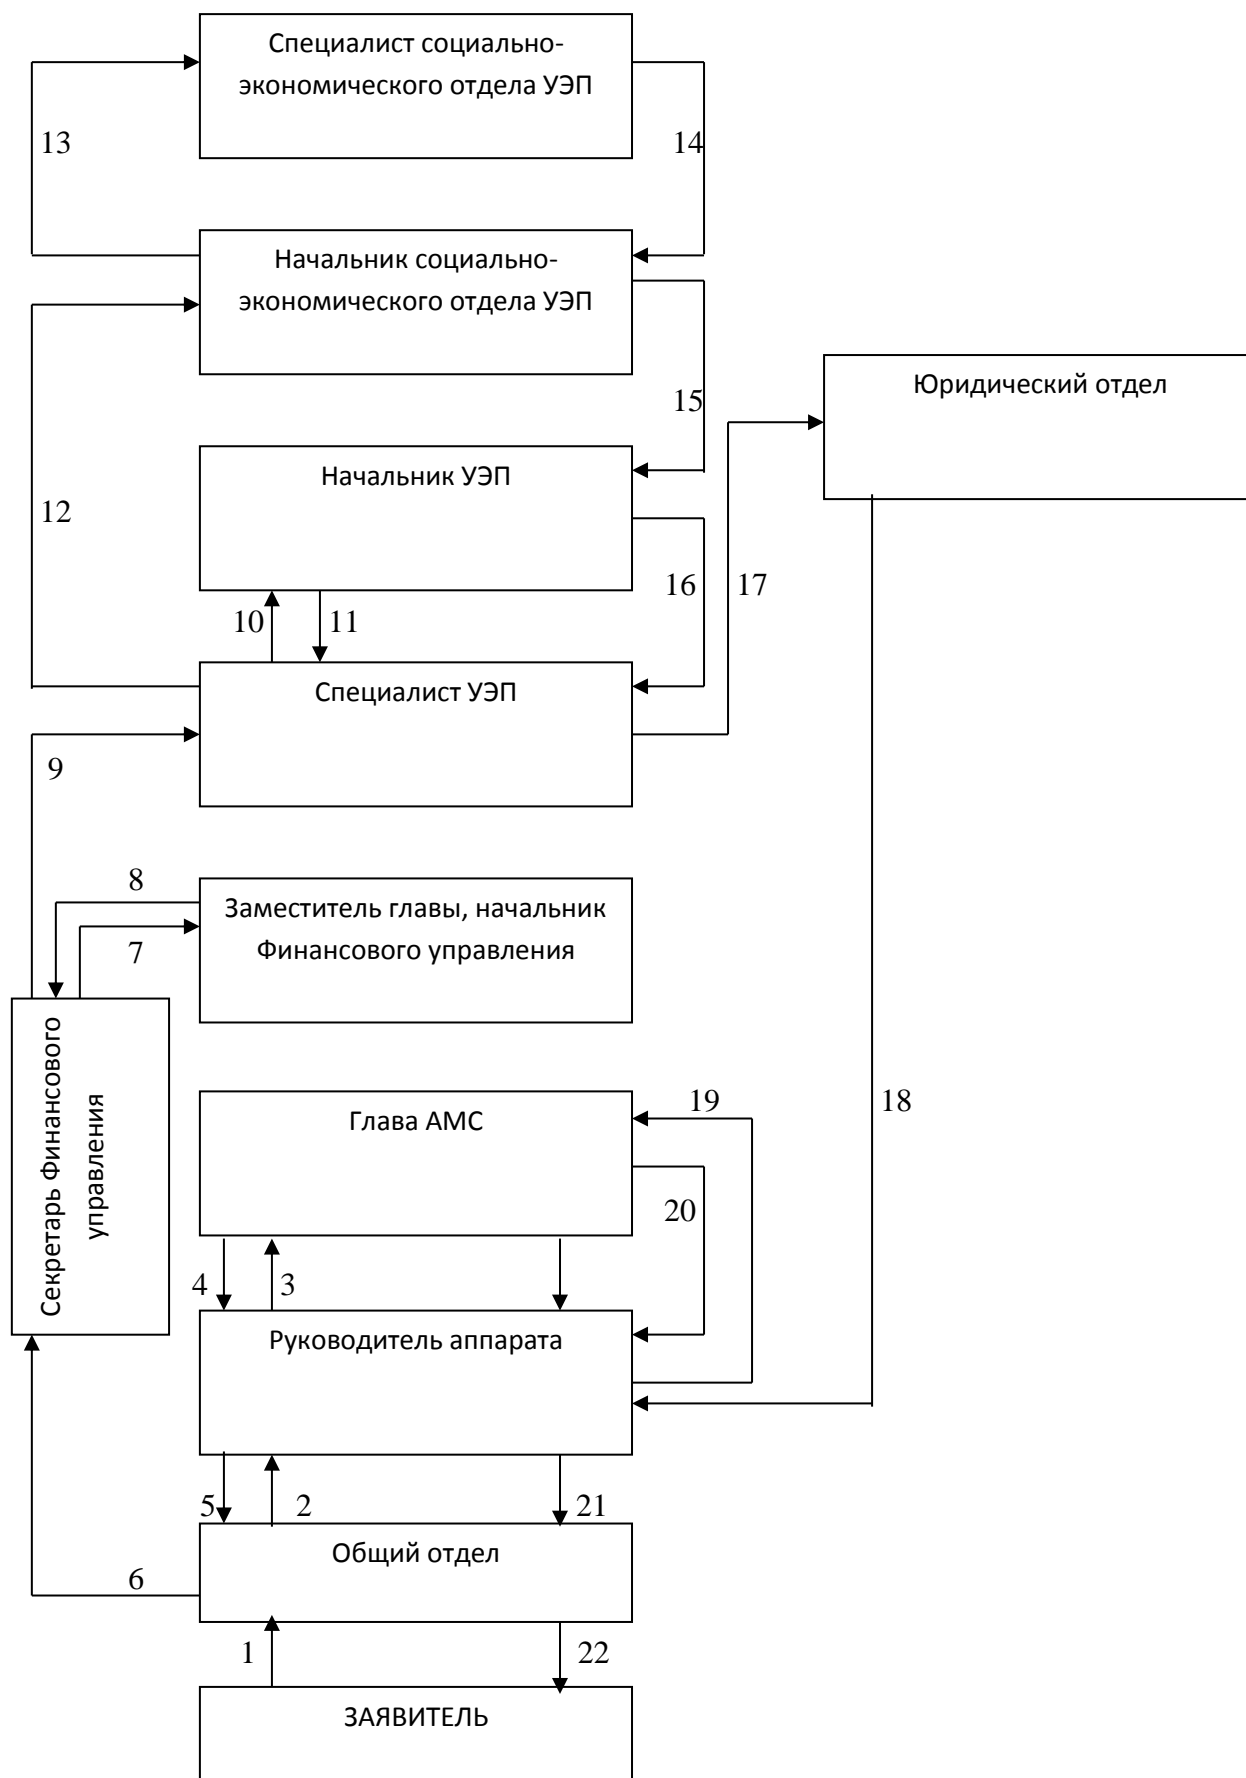 Специалист социально-
экономического отдела УЭП
13
14
Начальник социально-
экономического отдела УЭП
Юридический отдел
15
Начальник УЭП
12
16
17
10
11
Специалист УЭП
9
8
Заместитель главы, начальник
Финансового управления
7
Секретарь Финансового
управления
19
18
Глава АМС
20
4
3
Руководитель аппарата
5
2
21
Общий отдел
6
1
22
ЗАЯВИТЕЛЬ